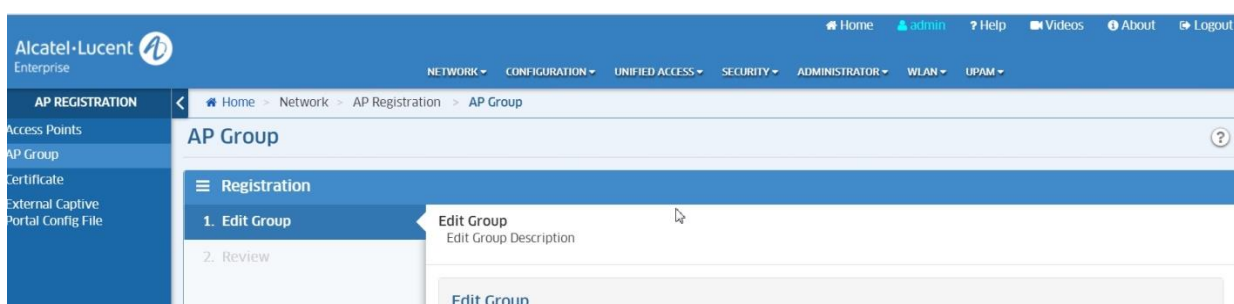 Home admin ? Help Videos About Logout
Alcatel·Lucent
Enterprise
NETWORK CONFIGURATION UNIFIED ACCESS SECURITY ADMINISTRATOR WLAN UPAM
AP REGISTRATION
Home > Network > AP Registration > AP Group
Access Points
AP Group
Certificate
External Captive
Portal Config File
AP Group
?
Registration
1. Edit Group
2. Review
Edit Group
Edit Group Description
Edit Group